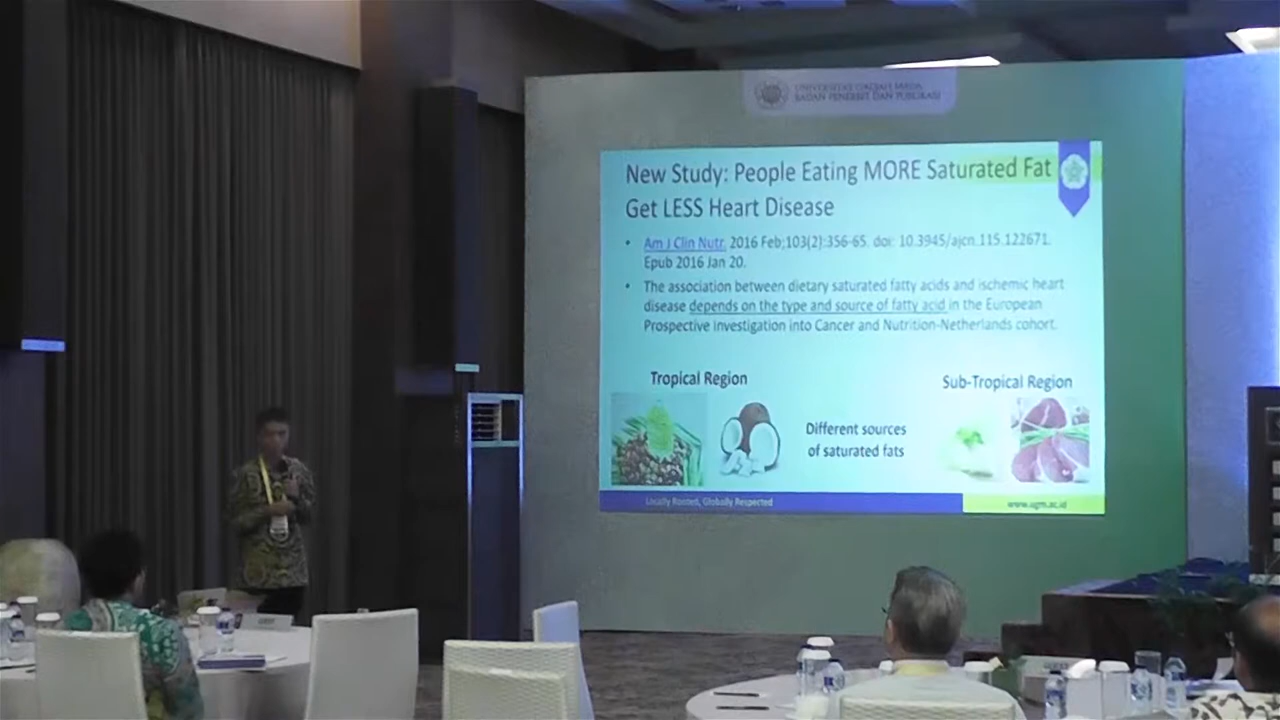 UNIVERSITAS GADJAH MADA
BADAN PENERBIT DAN PUBLIKASI
New Study: People Eating MORE Saturated Fat
Get LESS Heart Disease
• Am J Clin Nutr. 2016 Feb;103(2):356-65. doi: 10.3945/ajcn.115.122671.
Epub 2016 Jan 20.
• The association between dietary saturated fatty acids and ischemic heart
disease depends on the type and source of fatty acid in the European
Prospective investigation into Cancer and Nutrition-Netherlands cohort.
Tropical Region
Sub-Tropical Region
Different sources
of saturated fats
Locally Rooted, Globally Respected
www.ugm.ac.id